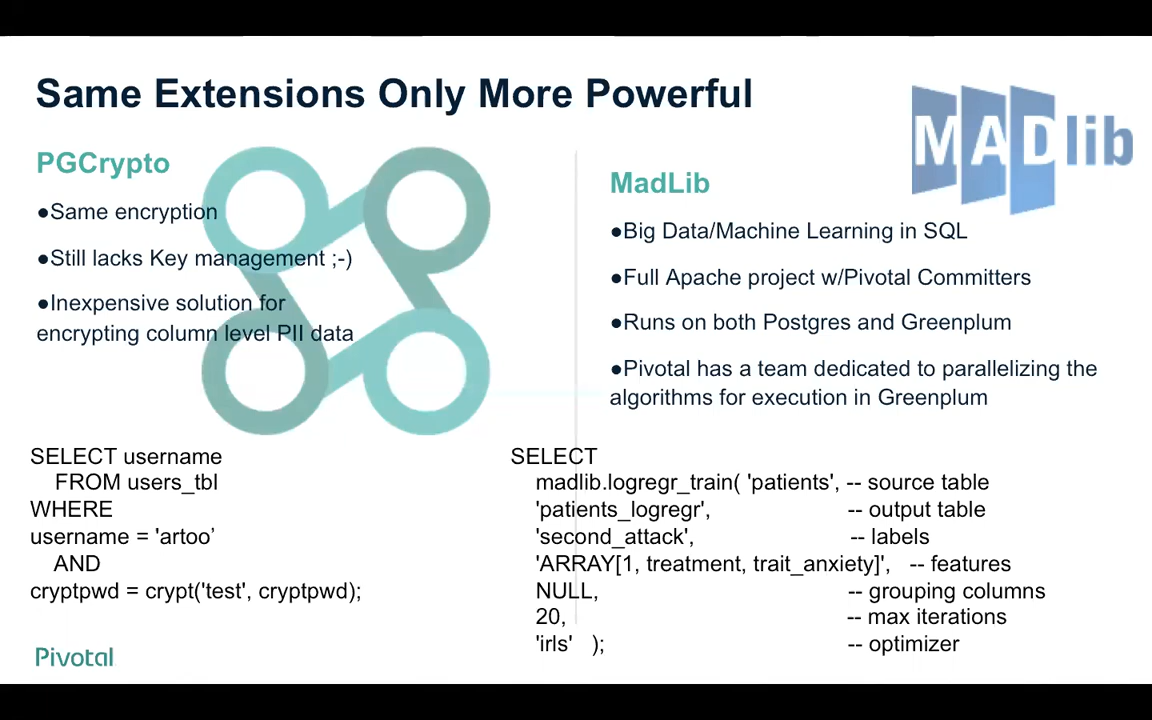 Same Extensions Only More Powerful
MADlib
PGCrypto
●Same encryption
●Still lacks Key management ;-)
●Inexpensive solution for
encrypting column level PII data
MadLib
●Big Data/Machine Learning in SQL
●Full Apache project w/Pivotal Committers
●Runs on both Postgres and Greenplum
●Pivotal has a team dedicated to parallelizing the
algorithms for execution in Greenplum
SELECT username
FROM users_tbl
WHERE
username = 'artoo’
AND
cryptpwd = crypt('test', cryptpwd);
SELECT
madlib.logregr_train( 'patients', -- source table
'patients_logregr', -- output table
'second_attack', -- labels
'ARRAY[1, treatment, trait_anxiety]', -- features
NULL, -- grouping columns
20, -- max iterations
'irls' ); -- optimizer
Pivotal